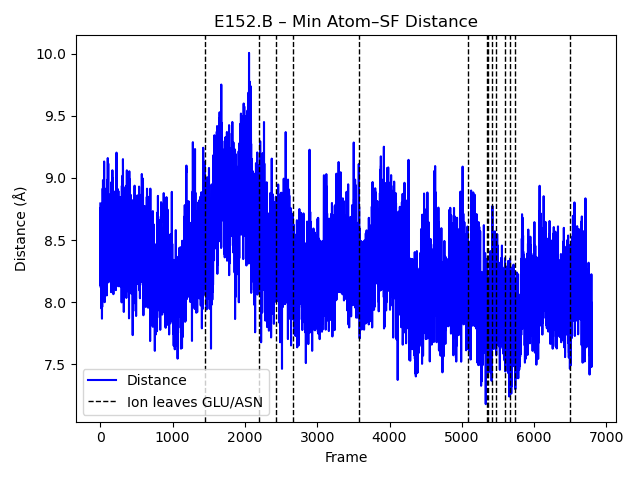 E152.B – Min Atom–SF Distance
Distance (Å)
10.0
9.5
9.0
8.5
8.0
7.5
Distance
Ion leaves GLU/ASN
0 1000 2000 3000 4000 5000 6000 7000
Frame